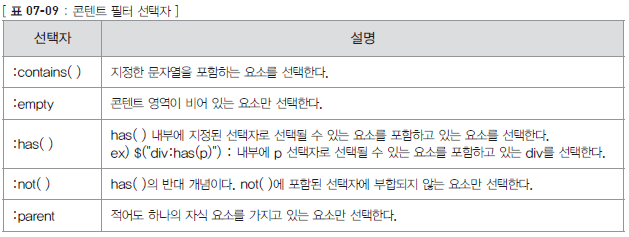 [ 표 07-09 : 콘텐트 필터 선택자 ]
선택자 설명
:contains( ) 지정한 문자열을 포함하는 요소를 선택한다.
:empty 콘텐트 영역이 비어 있는 요소만 선택한다.
:has( ) has( ) 내부에 지정된 선택자로 선택될 수 있는 요소를 포함하고 있는 요소를 선택한다.
ex) $("div:has(p)") : 내부에 p 선택자로 선택될 수 있는 요소를 포함하고 있는 div를 선택한다.
:not( ) has( )의 반대 개념이다. not( )에 포함된 선택자에 부합되지 않는 요소만 선택한다.
:parent 적어도 하나의 자식 요소를 가지고 있는 요소만 선택한다.